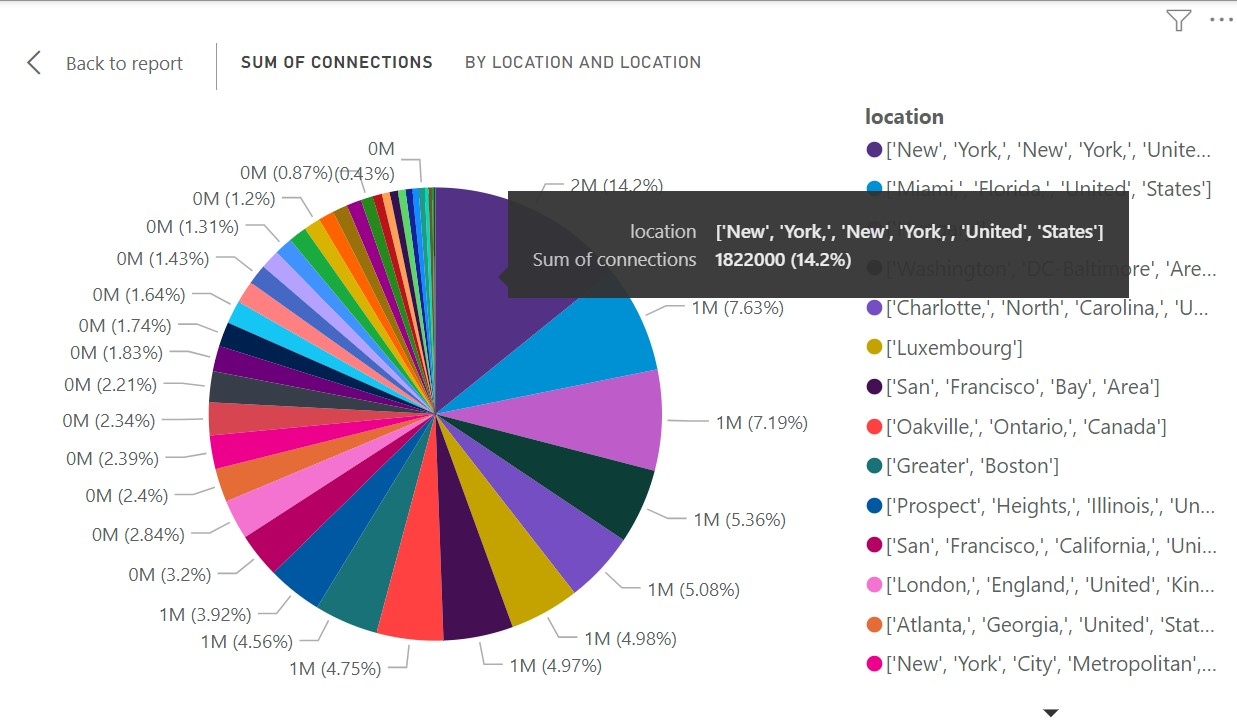 Back to report
SUM OF CONNECTIONS
BY LOCATION AND LOCATION
location
['New', 'York,', 'New', 'York,', 'Unite...
['Miami,', 'Florida,', 'United', 'States']
['Washington', 'DC-Baltimore', 'Are...
['Charlotte,', 'North', 'Carolina,', 'U...
['Luxembourg']
['San', 'Francisco', 'Bay', 'Area']
['Oakville,', 'Ontario,', 'Canada']
['Greater', 'Boston']
['Prospect', 'Heights,', 'Illinois,', 'Un...
['San', 'Francisco,', 'California,', 'Uni...
['London,', 'England,', 'United', 'Kin...
['Atlanta,', 'Georgia,', 'United', 'Stat...
['New', 'York', 'City', 'Metropolitan',...
location ['New', 'York,', 'New', 'York,', 'United', 'States']
Sum of connections 1822000 (14.2%)
2M (14.2%)
1M (7.63%)
1M (7.19%)
1M (5.36%)
1M (5.08%)
1M (4.98%)
1M (4.97%)
1M (4.75%)
1M (4.56%)
1M (3.92%)
0M (3.2%)
0M (2.84%)
0M (2.4%)
0M (2.39%)
0M (2.34%)
0M (2.21%)
0M (1.83%)
0M (1.74%)
0M (1.64%)
0M (1.43%)
0M (1.31%)
0M (1.2%)
0M (0.87%)
0M
(0.43%)